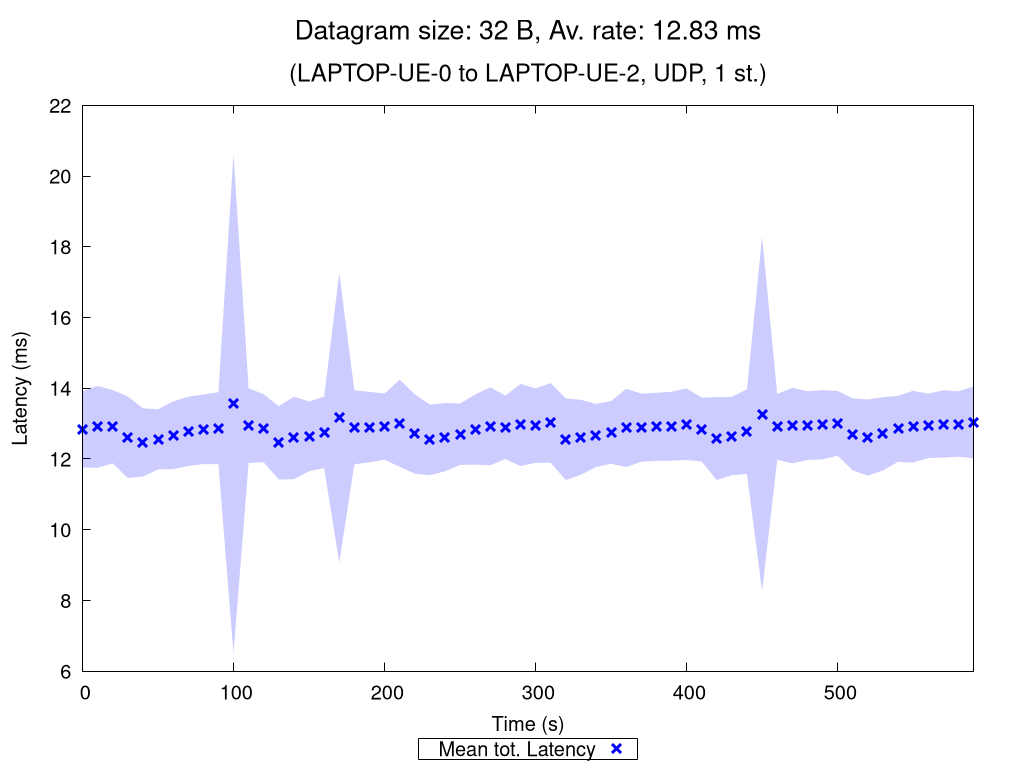 Datagram size: 32 B, Av. rate: 12.83 ms
(LAPTOP-UE-0 to LAPTOP-UE-2, UDP, 1 st.)
22
20
18
16
14
12
10
8
6
Latency (ms)
0 100 200 300 400 500
Time (s)
Mean tot. Latency